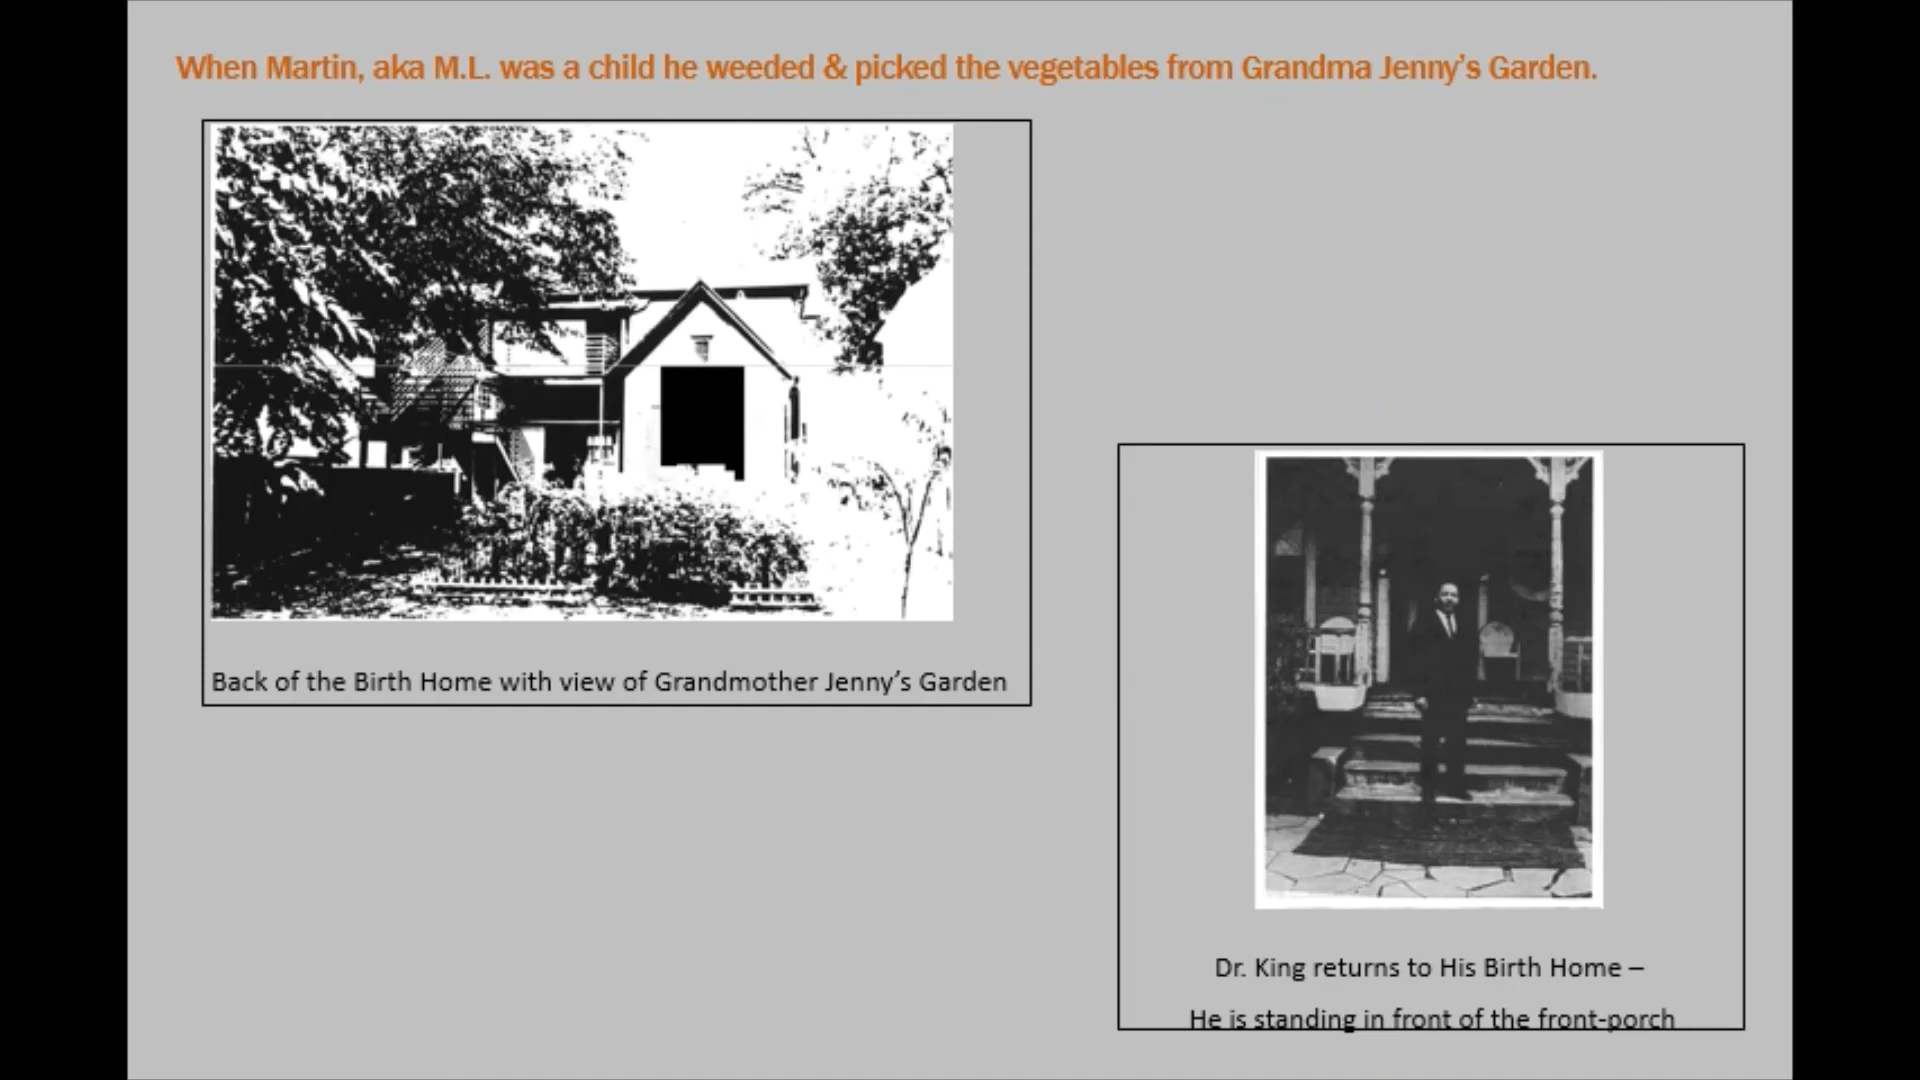 When Martin, aka M.L. was a child he weeded & picked the vegetables from Grandma Jenny’s Garden.
Back of the Birth Home with view of Grandmother Jenny’s Garden
Dr. King returns to His Birth Home –
He is standing in front of the front-porch